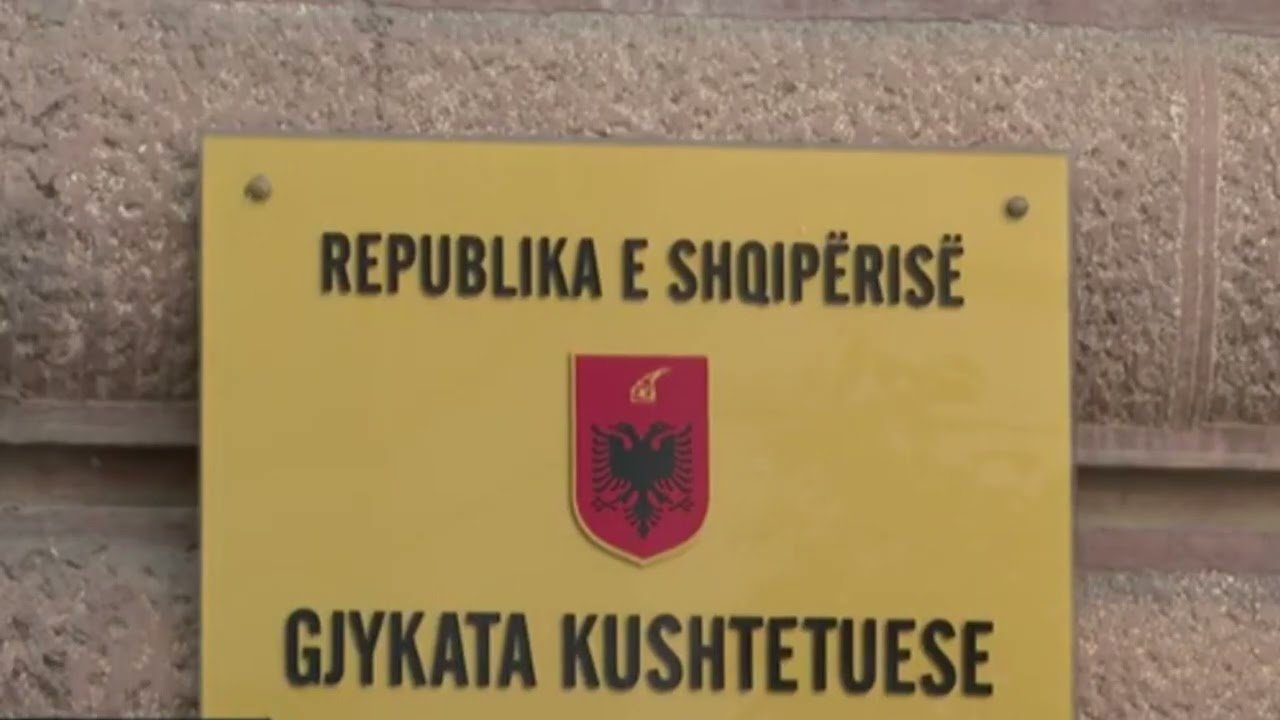 REPUBLIKA E SHQIPËRISË
GJYKATA KUSHTETUESE